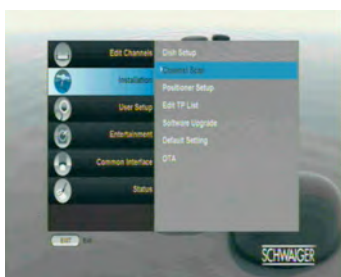 Edit Channels
Installation
User Setup
Entertainment
Common Interface
Status
Dish Setup
Channel Scan
Positioner Setup
Edit TP List
Software Upgrade
Default Setting
OTA
EXIT Exit
SCHWAIGER